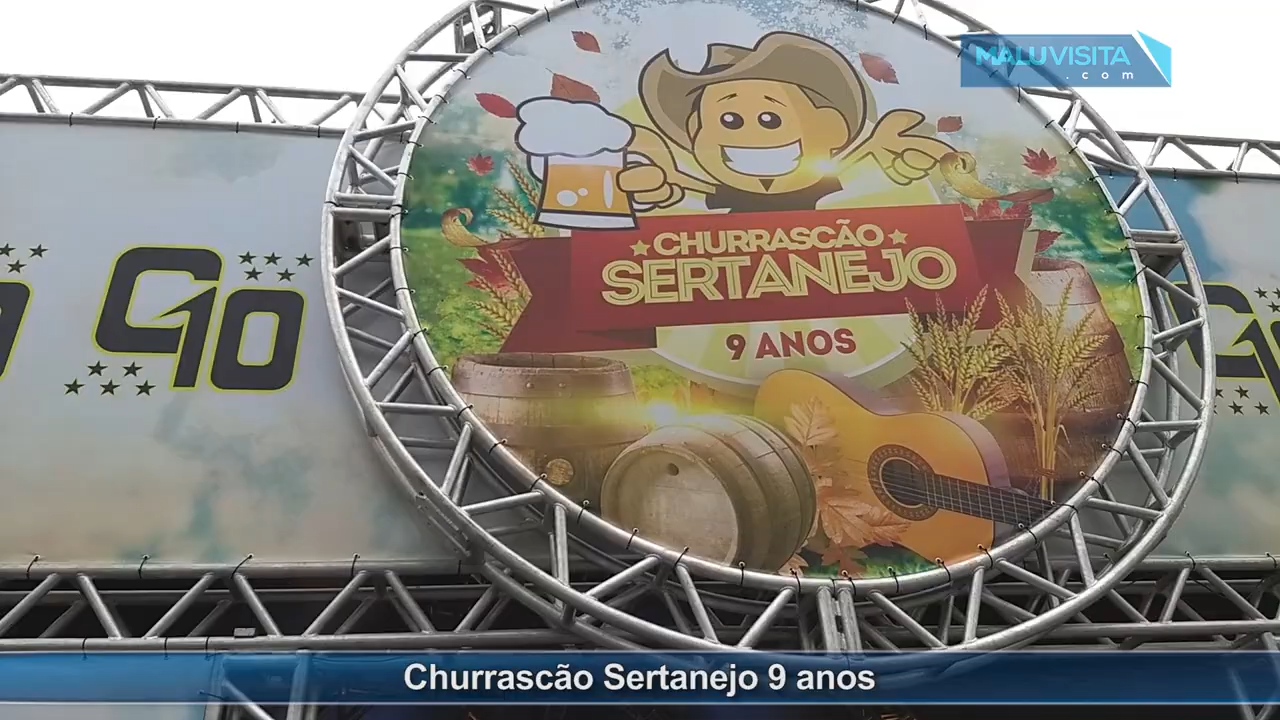 MALUVISITA
.com
CHURRASCÃO
SERTANEJO
9 ANOS
G10
Churrascão Sertanejo 9 anos